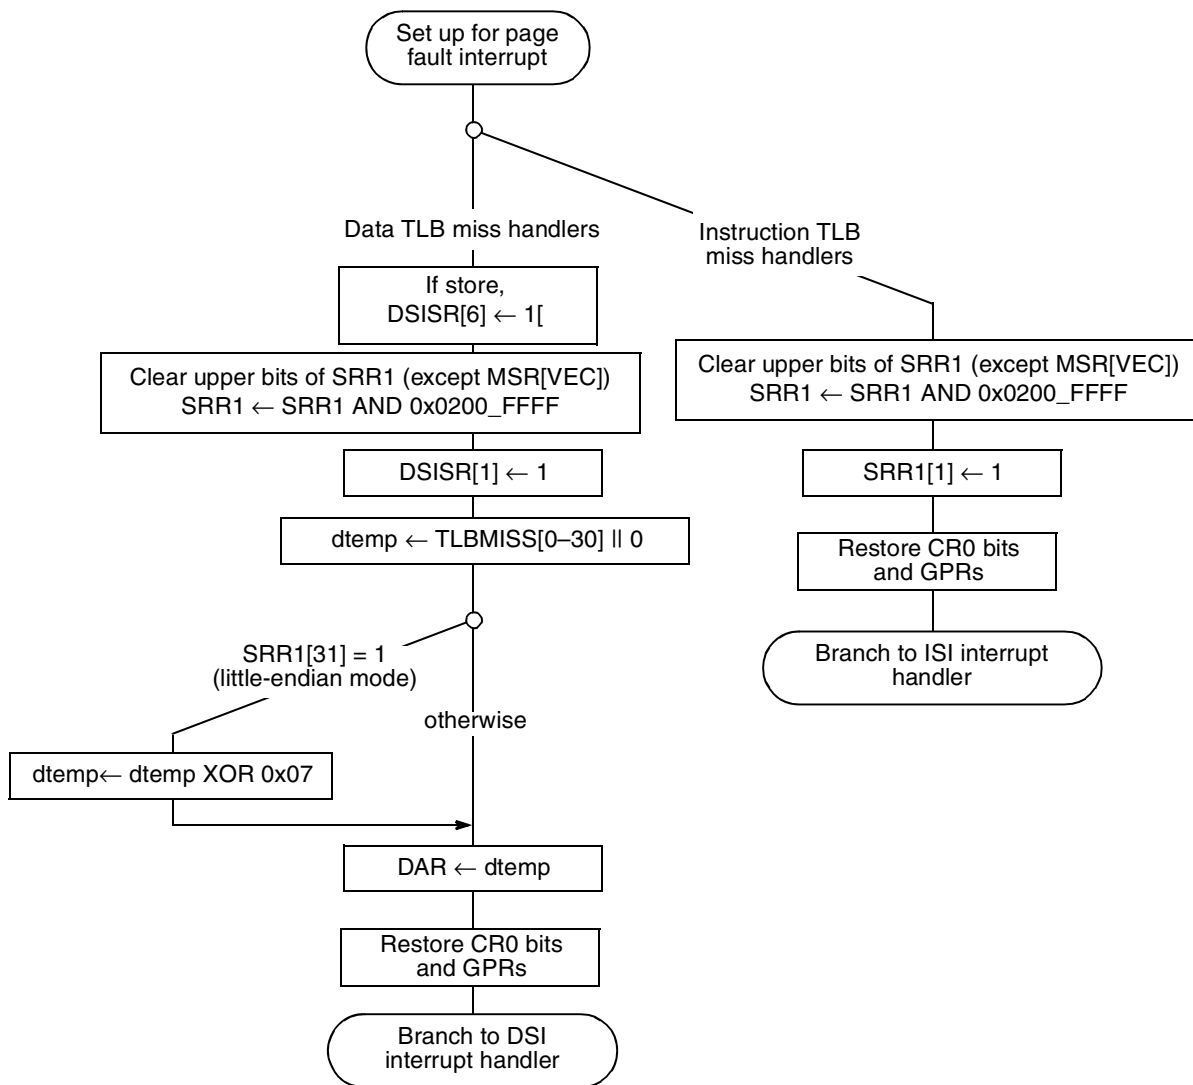 Set up for page
fault interrupt
Data TLB miss handlers
Instruction TLB
miss handlers
If store,
DSISR[6] ← 1[
Clear upper bits of SRR1 (except MSR[VEC])
SRR1 ← SRR1 AND 0x0200_FFFF
Clear upper bits of SRR1 (except MSR[VEC])
SRR1 ← SRR1 AND 0x0200_FFFF
DSISR[1] ← 1
SRR1[1] ← 1
dtemp ← TLBMISS[0–30] || 0
Restore CR0 bits
and GPRs
SRR1[31] = 1
(little-endian mode)
Branch to ISI interrupt
handler
otherwise
dtemp← dtemp XOR 0x07
DAR ← dtemp
Restore CR0 bits
and GPRs
Branch to DSI
interrupt handler